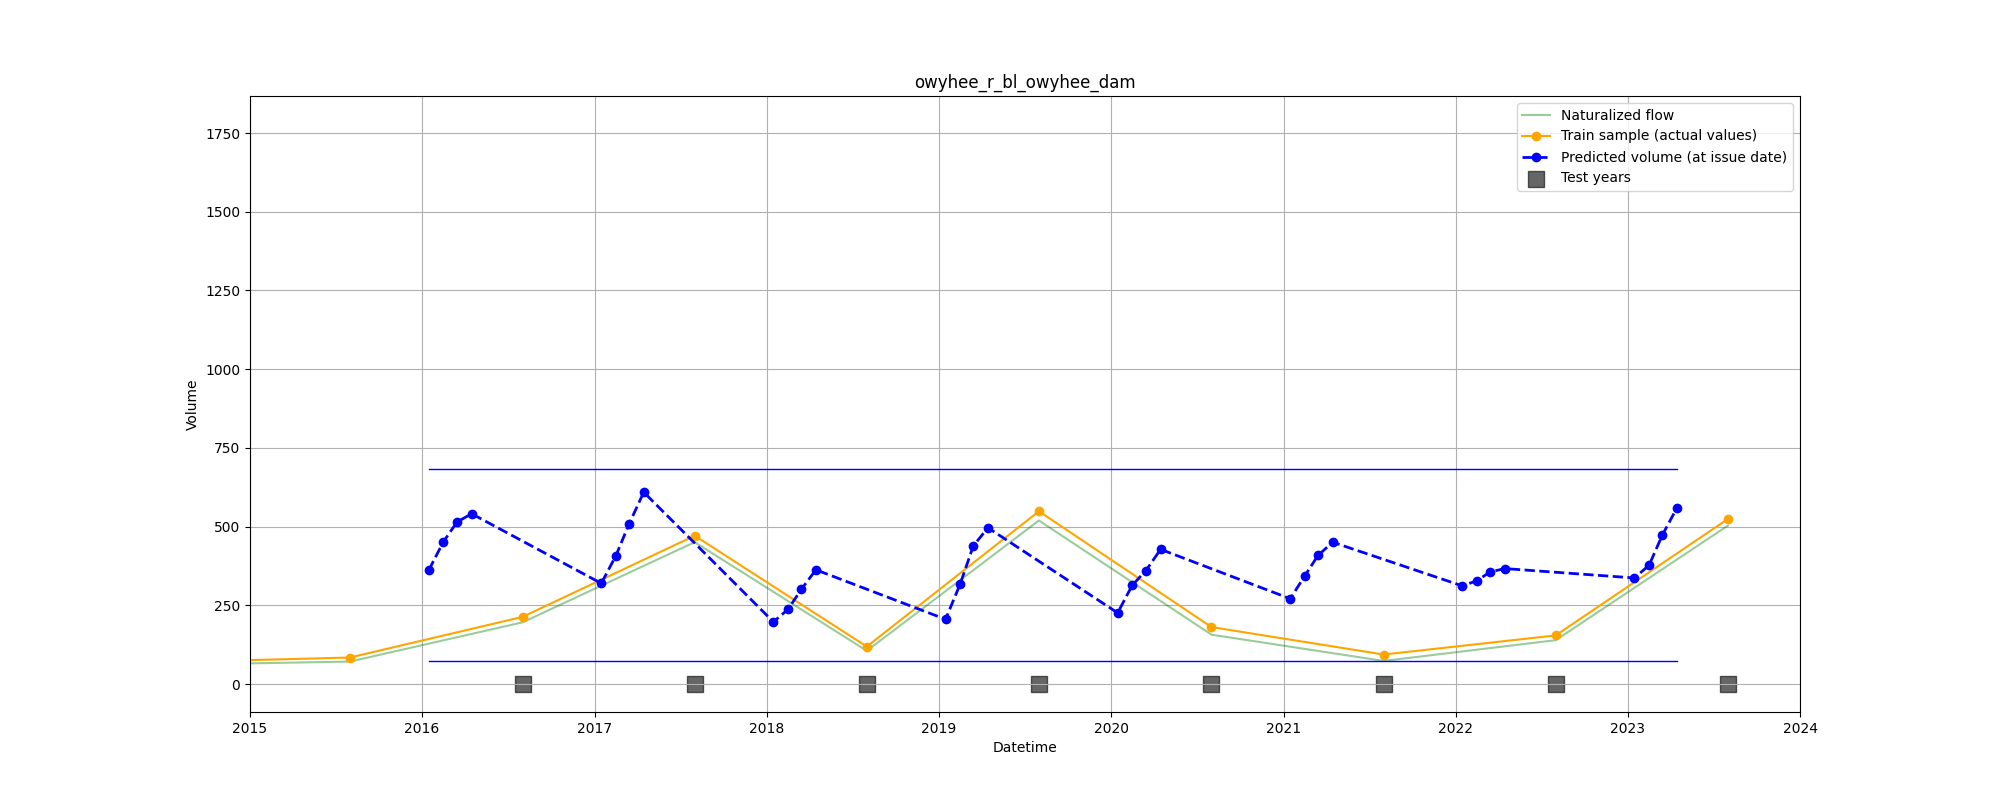 owyhee_r_bl_owyhee_dam
Naturalized flow
Train sample (actual values)
Predicted volume (at issue date)
Test years
Volume
1750
1500
1250
1000
750
500
250
0
2015 2016 2017 2018 2019 2020 2021 2022 2023 2024
Datetime